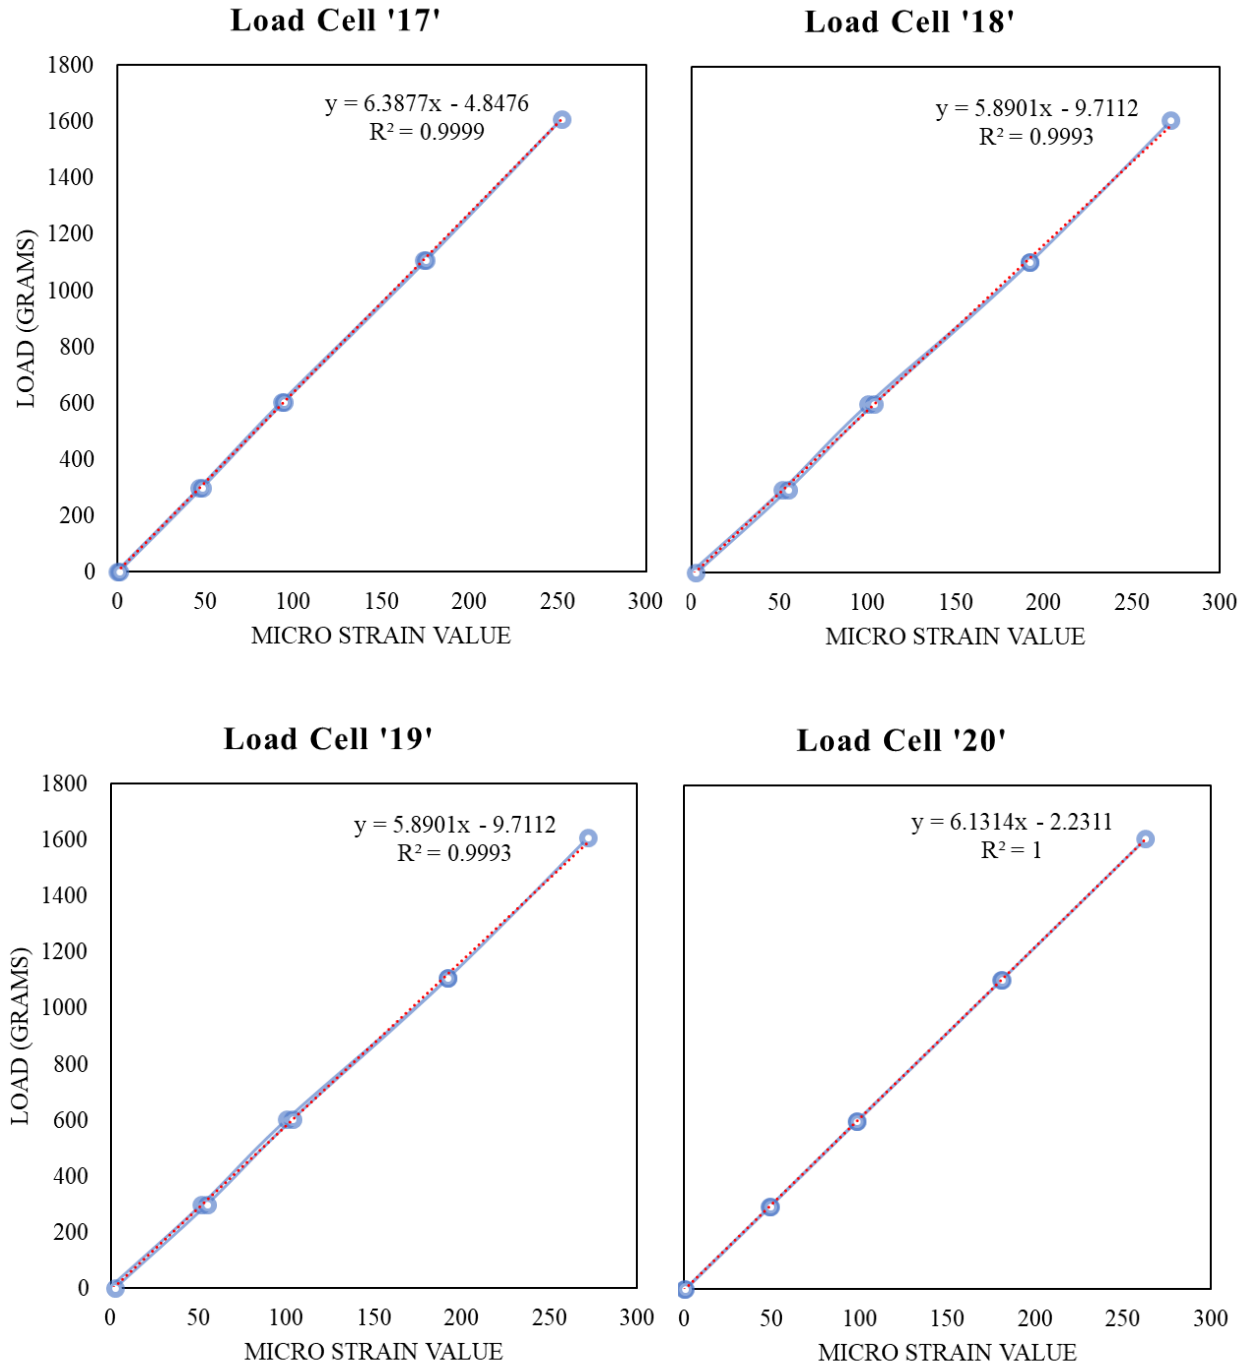 Load Cell '17'
y = 6.3877x - 4.8476
R² = 0.9999
LOAD (GRAMS)
1800
1600
1400
1200
1000
800
600
400
200
0
0 50 100 150 200 250 300
MICRO STRAIN VALUE
Load Cell '18'
y = 5.8901x - 9.7112
R² = 0.9993
0 50 100 150 200 250 300
MICRO STRAIN VALUE
Load Cell '19'
y = 5.8901x - 9.7112
R² = 0.9993
LOAD (GRAMS)
1800
1600
1400
1200
1000
800
600
400
200
0
0 50 100 150 200 250 300
MICRO STRAIN VALUE
Load Cell '20'
y = 6.1314x - 2.2311
R² = 1
0 50 100 150 200 250 300
MICRO STRAIN VALUE